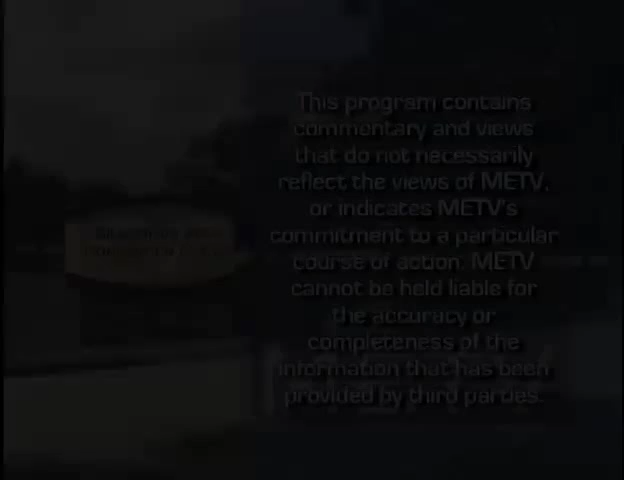 This program contains
commentary and views
that do not necessarily
reflect the views of METV,
or indicates METV's
commitment to a particular
course of action. METV
cannot be held liable for
the accuracy or
completeness of the
information that has been
provided by third parties.